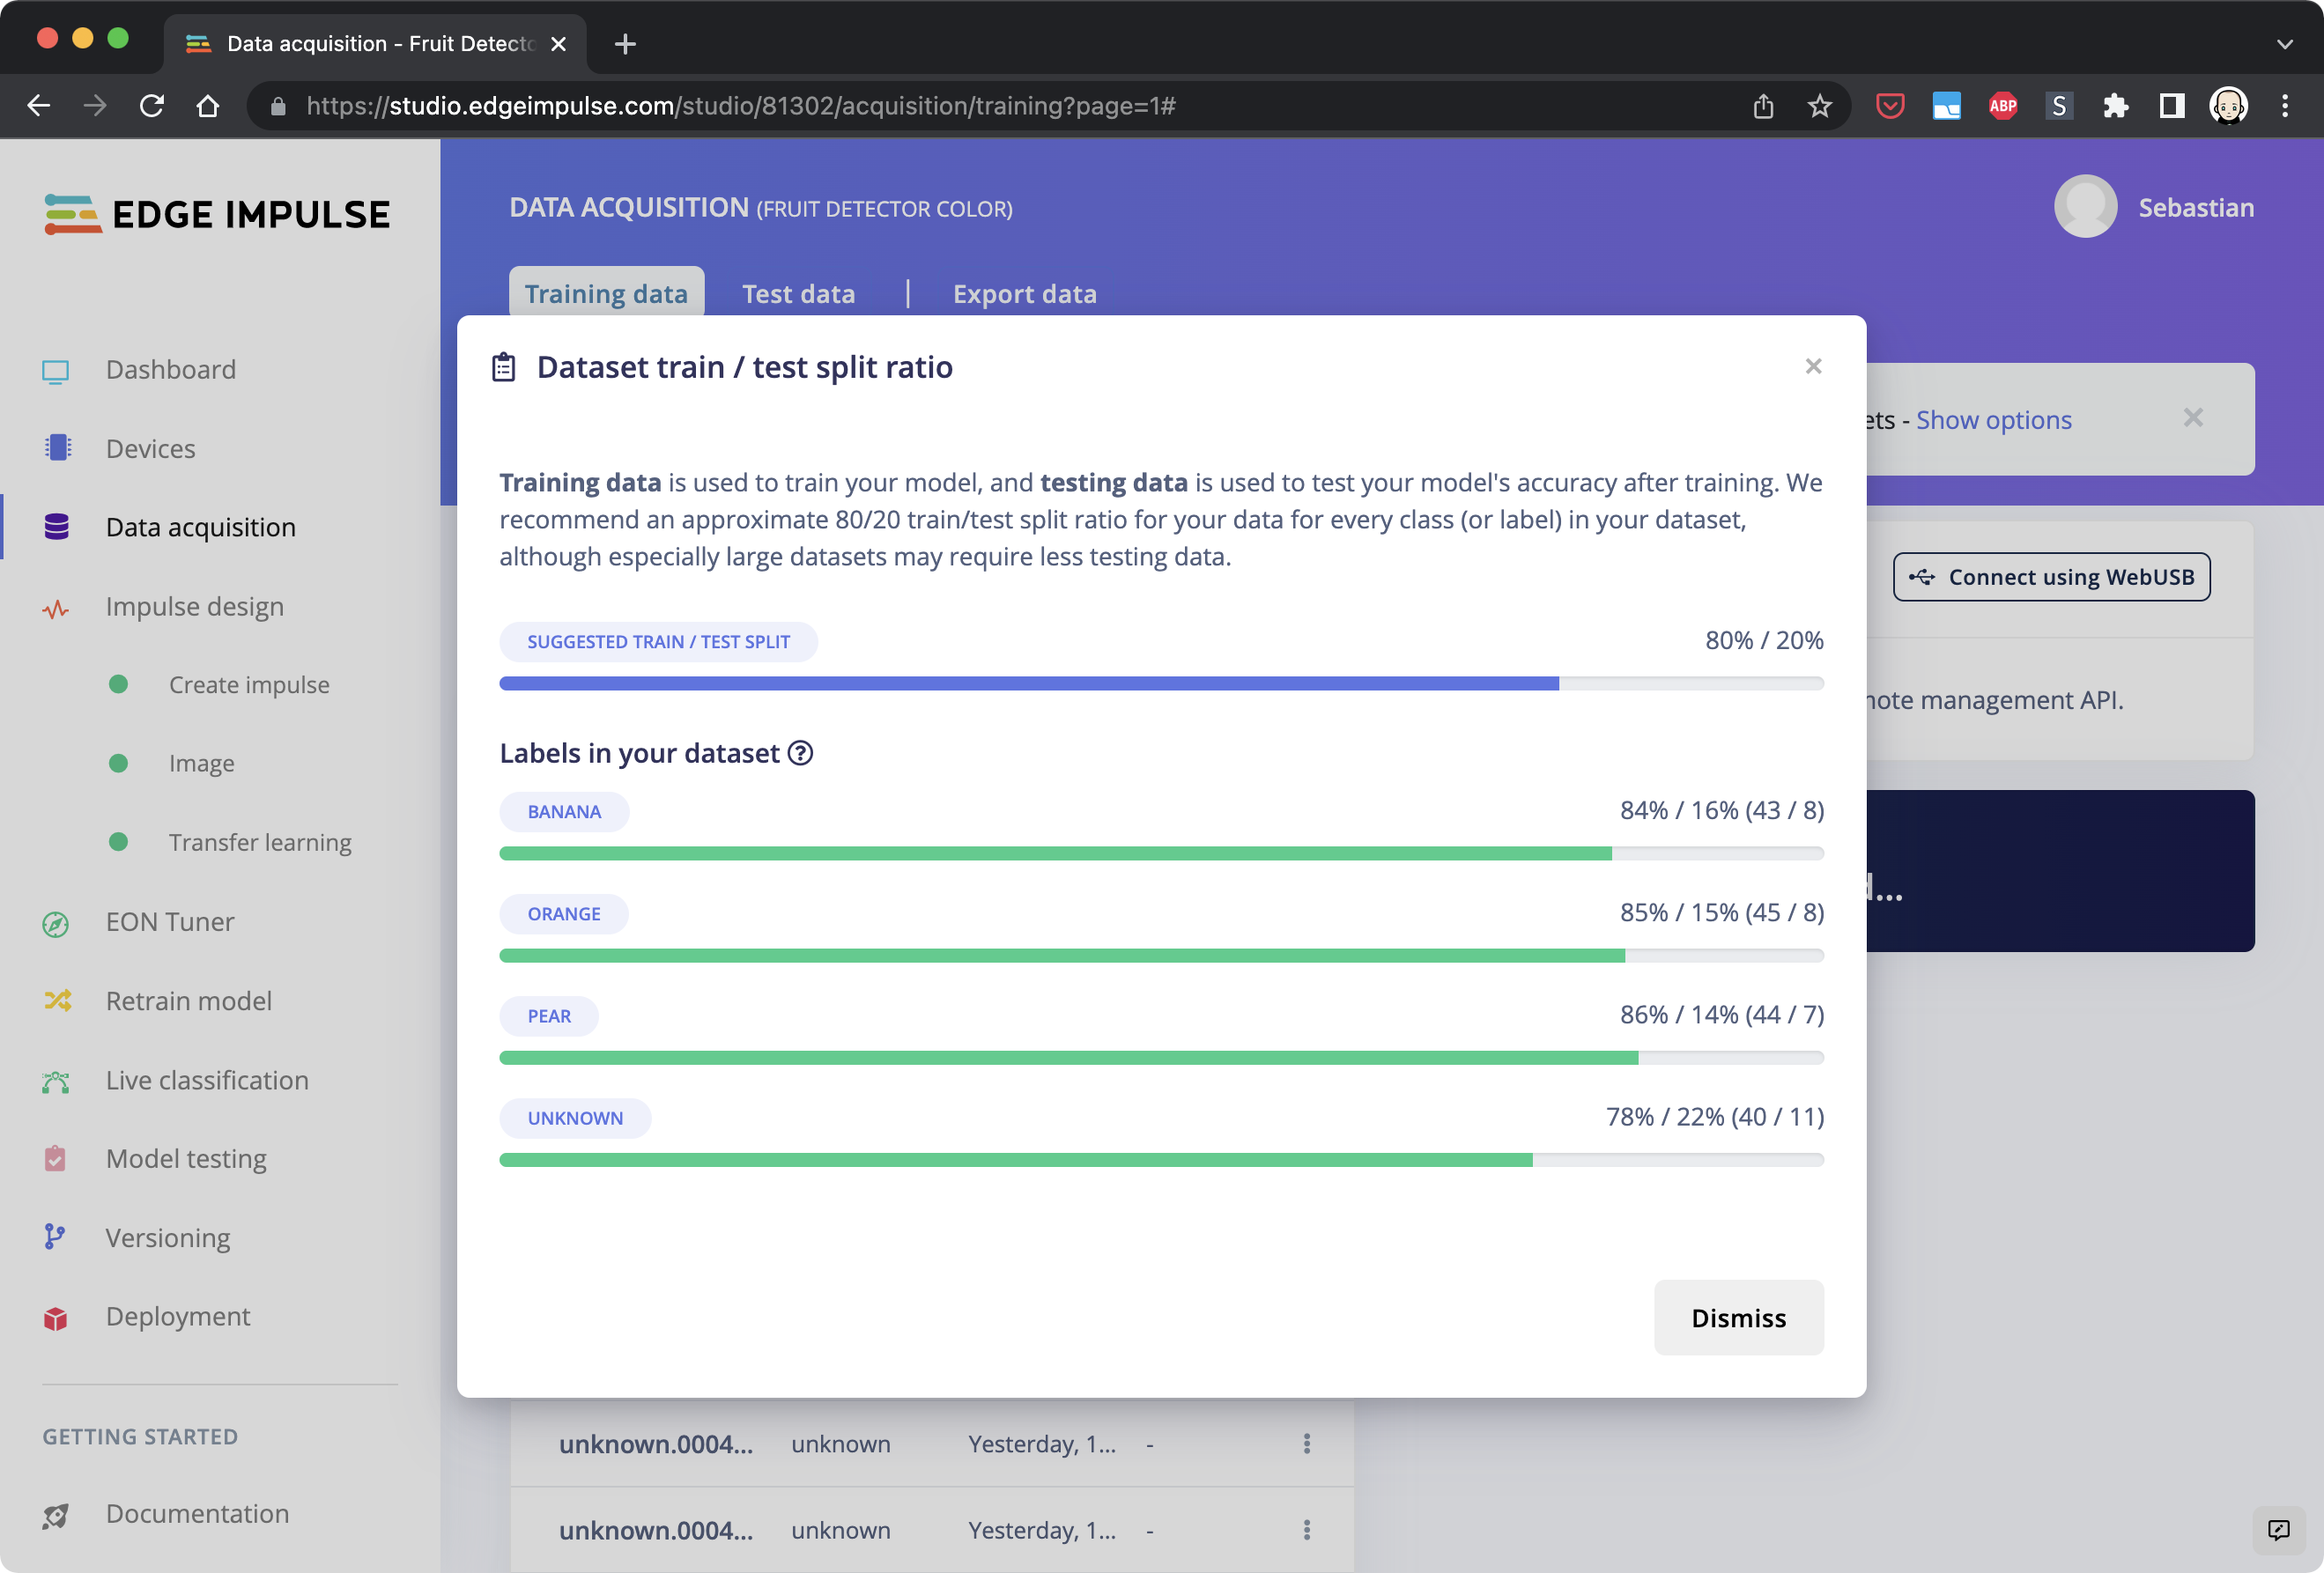 Data acquisition - Fruit Detecto
https://studio.edgeimpulse.com/studio/81302/acquisition/training?page=1#
ABP
S
EDGE IMPULSE
DATA ACQUISITION (FRUIT DETECTOR COLOR)
Sebastian
Training data
Test data
|
Export data
Dashboard
Devices
Data acquisition
Impulse design
Create impulse
Image
Transfer learning
EON Tuner
Retrain model
Live classification
Model testing
Versioning
Deployment
GETTING STARTED
Documentation
Dataset train / test split ratio
Training data is used to train your model, and testing data is used to test your model's accuracy after training. We
recommend an approximate 80/20 train/test split ratio for your data for every class (or label) in your dataset,
although especially large datasets may require less testing data.
SUGGESTED TRAIN / TEST SPLIT
80% / 20%
Labels in your dataset
BANANA
84% / 16% (43 / 8)
ORANGE
85% / 15% (45 / 8)
PEAR
86% / 14% (44 / 7)
UNKNOWN
78% / 22% (40 / 11)
Dismiss
ets - Show options
Connect using WebUSB
note management API.
d...
unknown.0004... unknown Yesterday, 1... -
unknown.0004... unknown Yesterday, 1... -